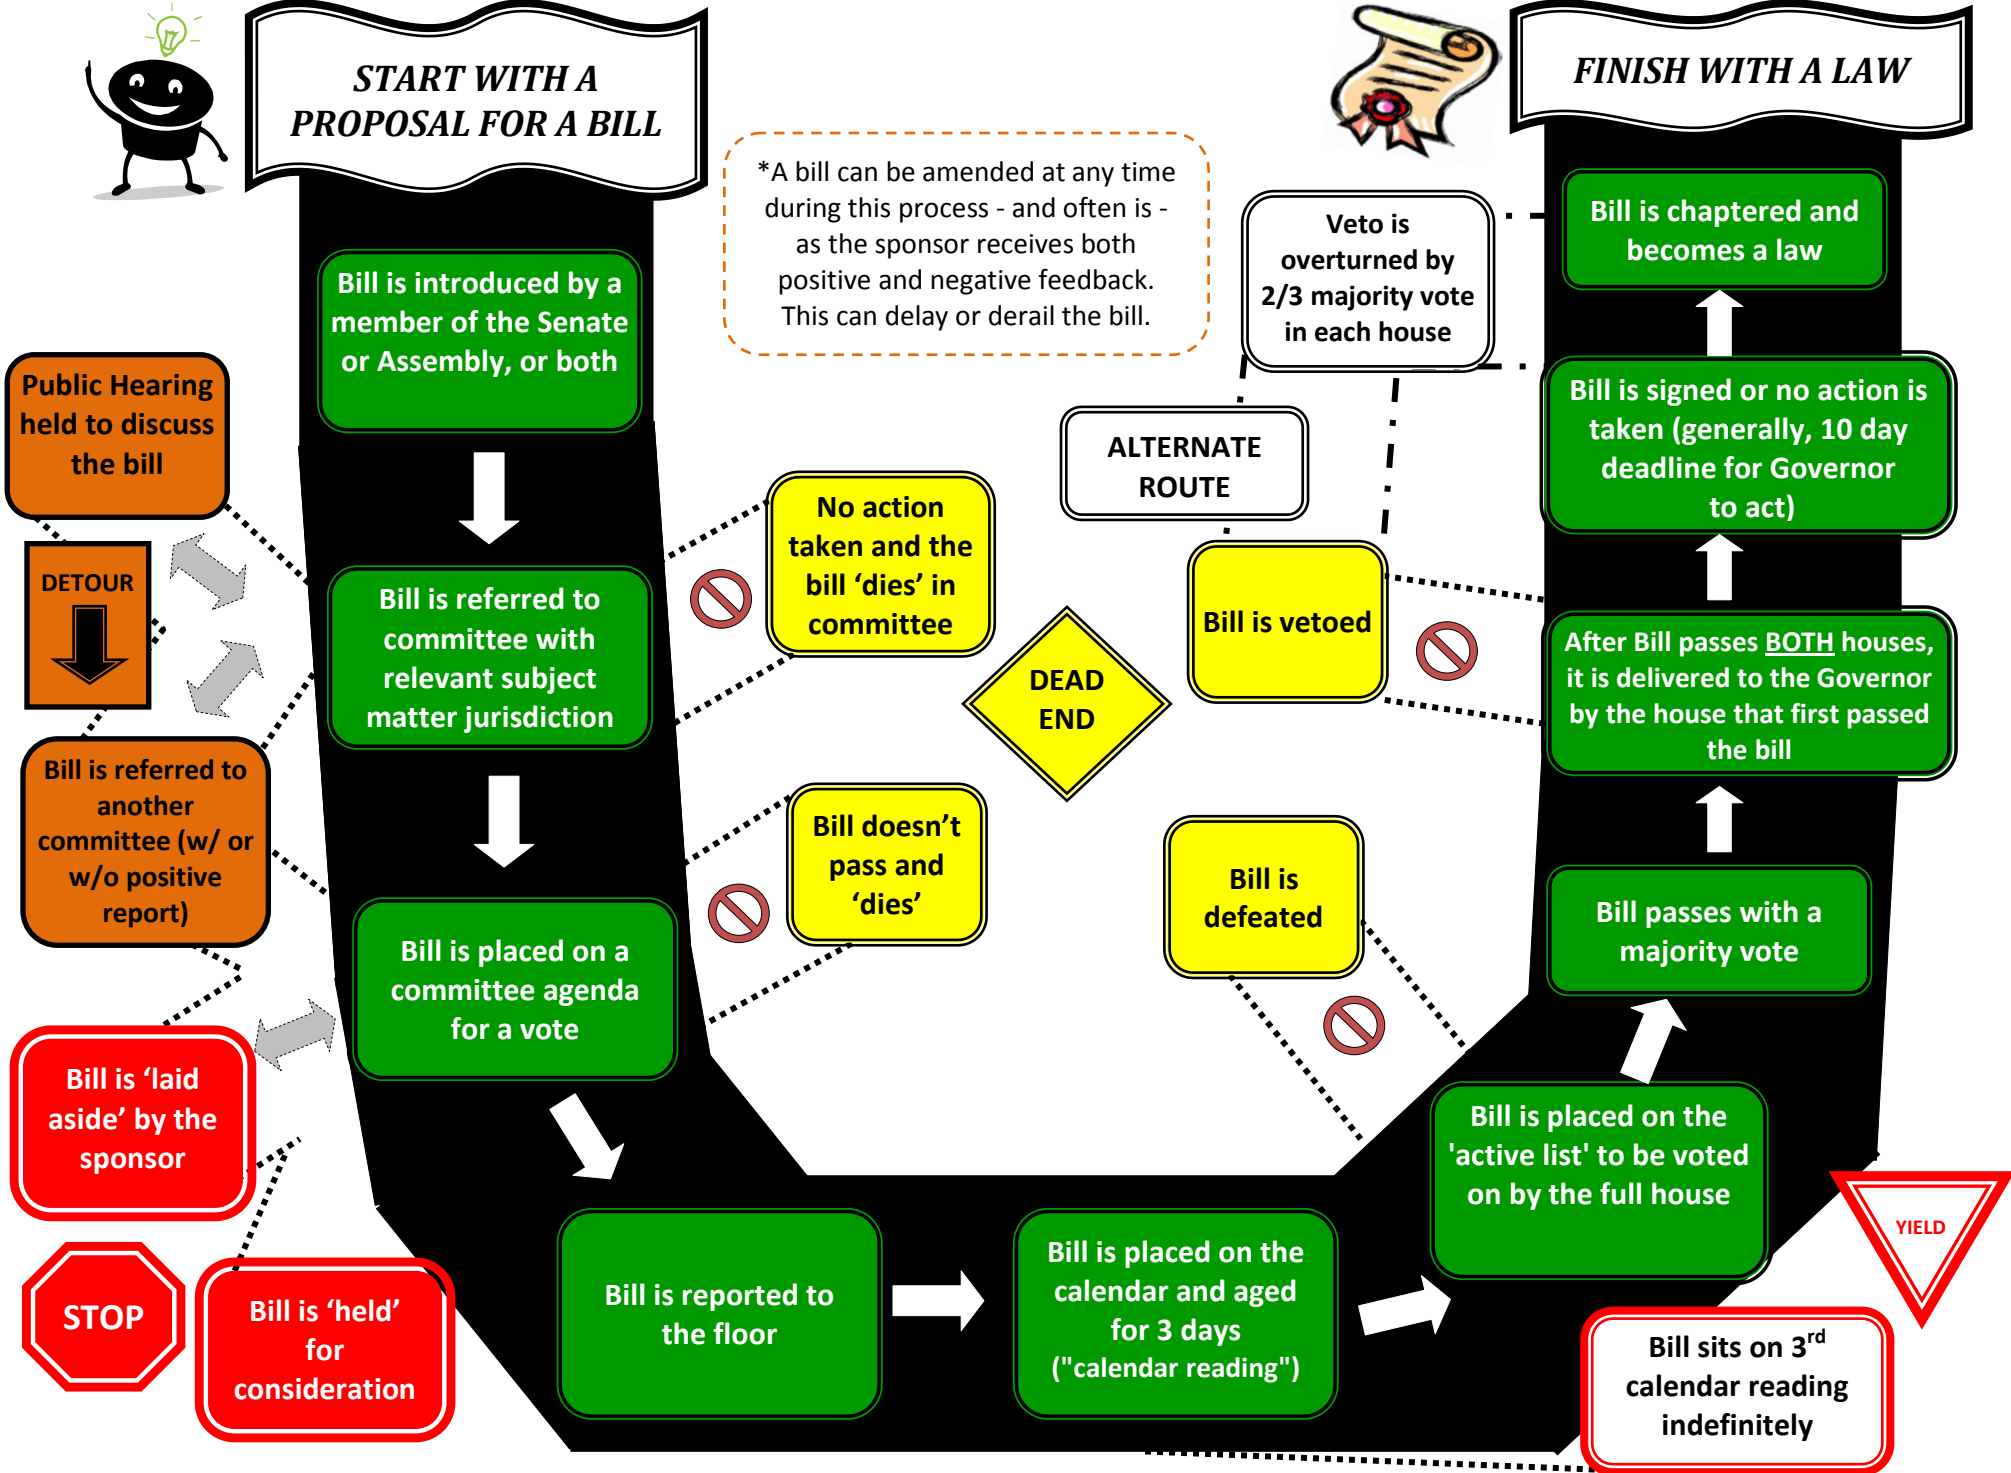 START WITH A
PROPOSAL FOR A BILL
FINISH WITH A LAW
*A bill can be amended at any time
during this process - and often is -
as the sponsor receives both
positive and negative feedback.
This can delay or derail the bill.
Bill is introduced by a
member of the Senate
or Assembly, or both
Public Hearing
held to discuss
the bill
DETOUR
Bill is referred to
committee with
relevant subject
matter jurisdiction
No action
taken and the
bill ‘dies’ in
committee
Bill is referred to
another
committee (w/ or
w/o positive
report)
Bill is placed on a
committee agenda
for a vote
Bill doesn’t
pass and
‘dies’
DEAD
END
Bill is ‘laid
aside’ by the
sponsor
STOP
Bill is ‘held’
for
consideration
Bill is reported to
the floor
Bill is placed on the
calendar and aged
for 3 days
("calendar reading")
Bill is placed on the
'active list' to be voted
on by the full house
YIELD
Bill sits on 3rd
calendar reading
indefinitely
Bill is
defeated
Bill passes with a
majority vote
After Bill passes BOTH houses,
it is delivered to the Governor
by the house that first passed
the bill
Bill is vetoed
ALTERNATE
ROUTE
Veto is
overturned by
2/3 majority vote
in each house
Bill is signed or no action is
taken (generally, 10 day
deadline for Governor
to act)
Bill is chaptered and
becomes a law